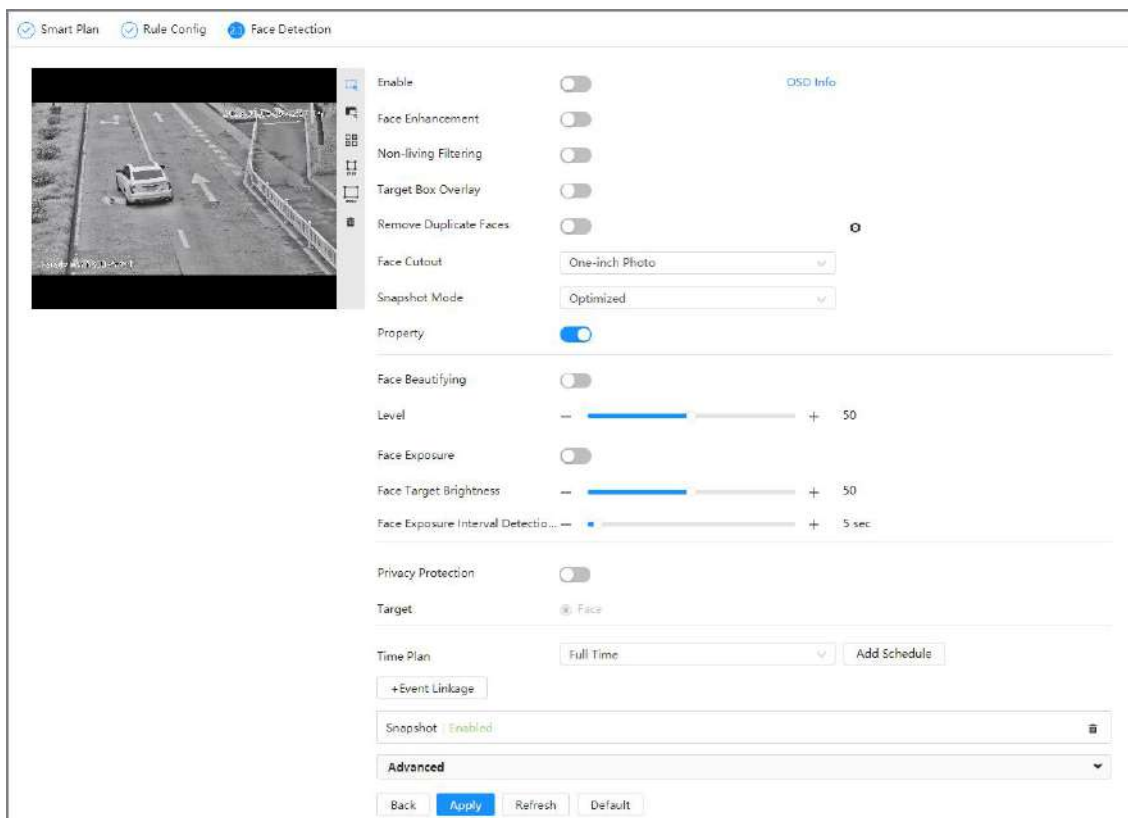 Smart Plan Rule Config 2.1 Face Detection
Enable OSD Info
Face Enhancement
Non-living Filtering
Target Box Overlay
Remove Duplicate Faces
Face Cutout One-inch Photo
Snapshot Mode Optimized
Property
Face Beautifying
Level 50
Face Exposure
Face Target Brightness 50
Face Exposure Interval Detectio... 5 sec
Privacy Protection
Target Face
Time Plan Full Time Add Schedule
+Event Linkage
Snapshot Enabled
Advanced
Back Apply Refresh Default